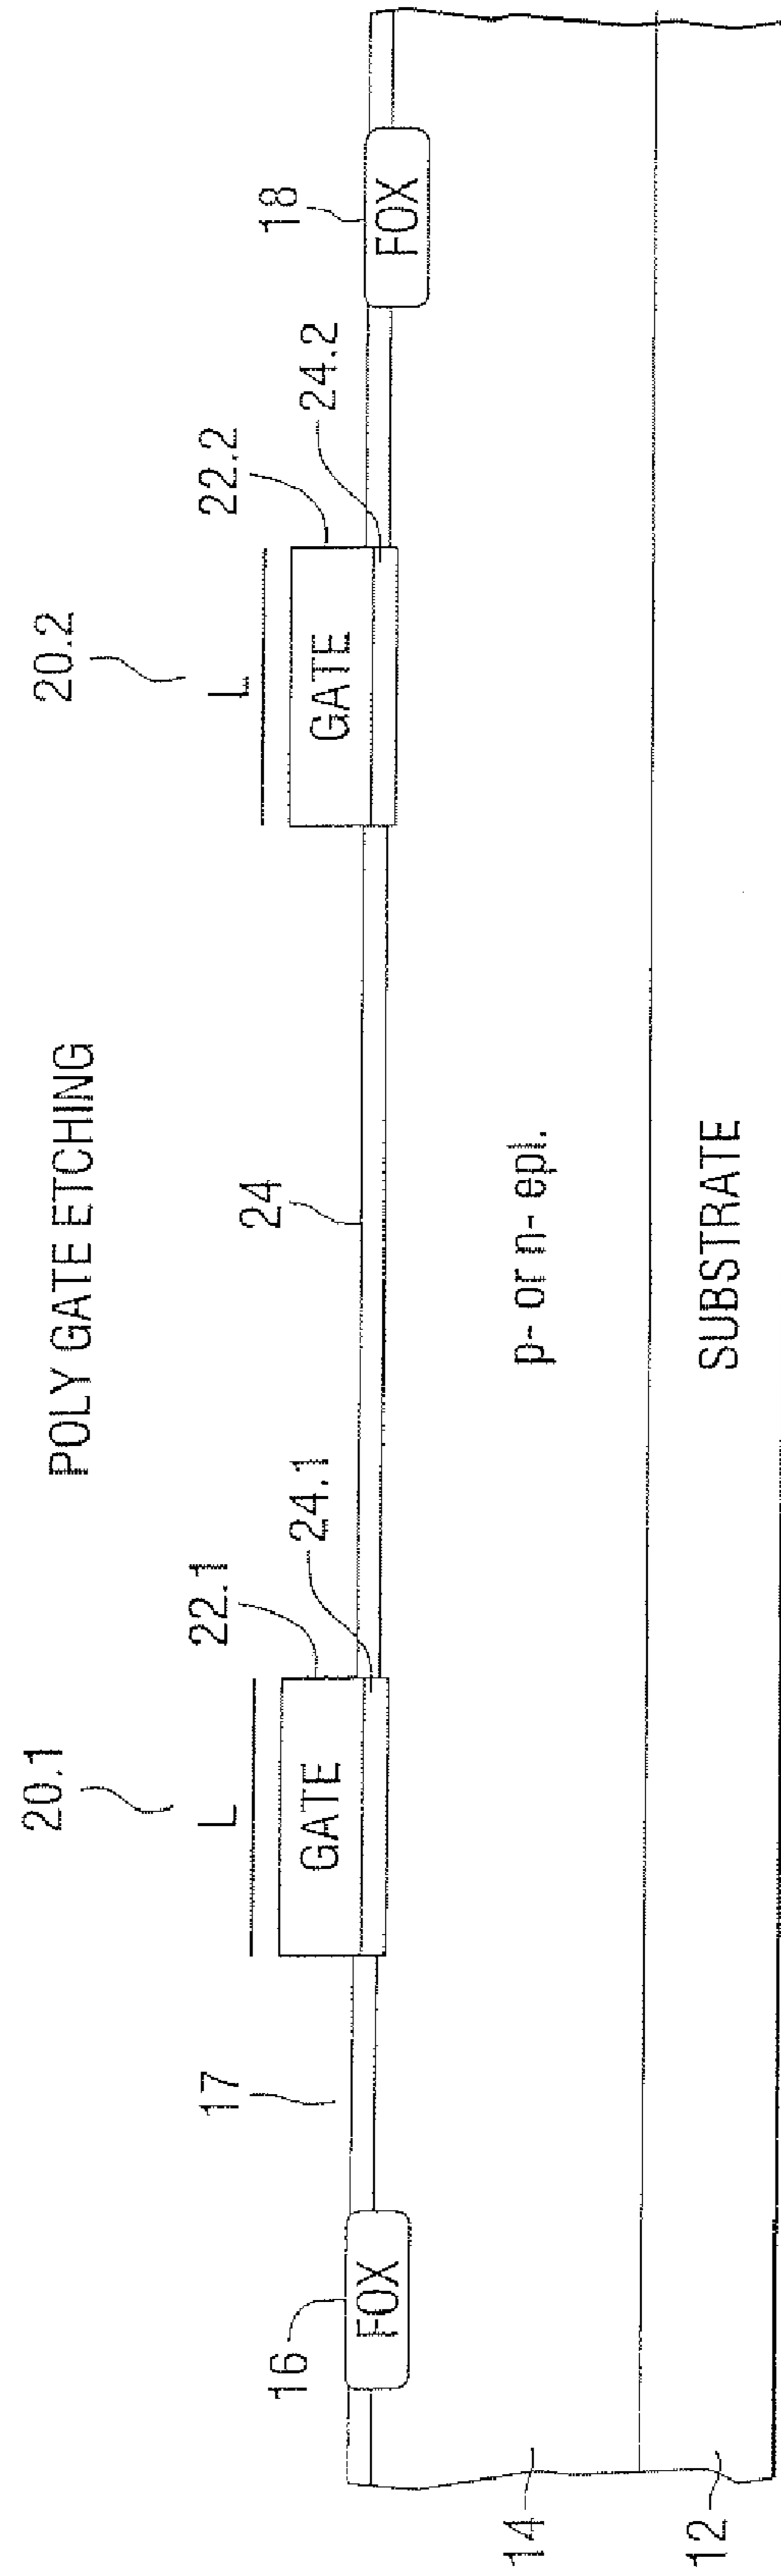 POLY GATE ETCHING
20.1
20.2
L
L
22.1
22.2
17
24
18
16
24.1
24.2
GATE
GATE
FOX
FOX
14
p- or n- epl.
12
SUBSTRATE